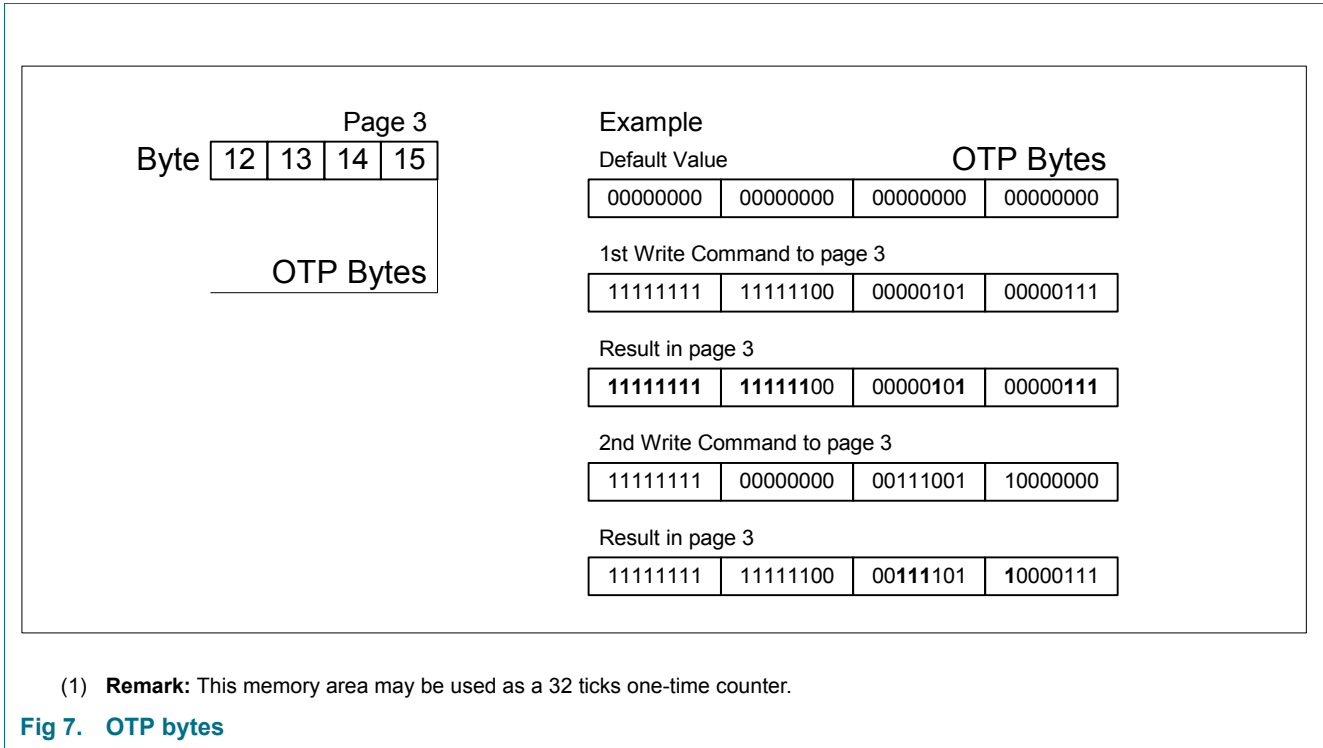 Page 3
Byte 12 13 14 15
OTP Bytes
Example
Default Value OTP Bytes
00000000 00000000 00000000 00000000
1st Write Command to page 3
11111111 11111100 00000101 00000111
Result in page 3
11111111 11111100 00000101 00000111
2nd Write Command to page 3
11111111 00000000 00111001 10000000
Result in page 3
11111111 11111100 00111101 10000111
(1) Remark: This memory area may be used as a 32 ticks one-time counter.
Fig 7. OTP bytes